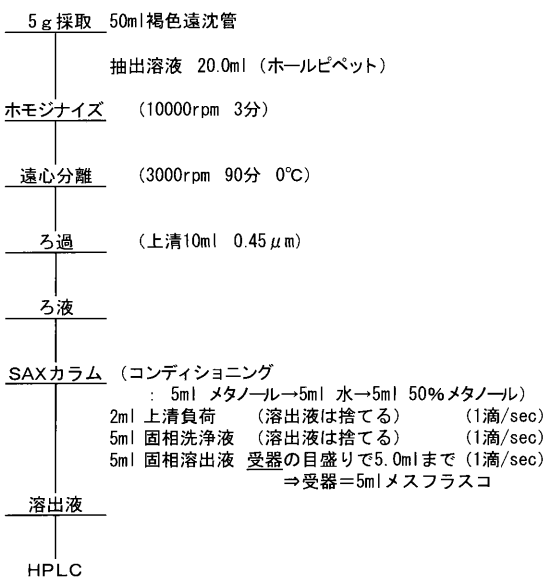 5g採取 50ml褐色遠沈管
抽出溶液 20.0ml（ホールピペット）
ホモジナイズ （10000rpm 3分）
遠心分離 （3000rpm 90分 0℃）
ろ過 （上清10ml 0.45μm）
ろ液
SAXカラム （コンディショニング
： 5ml メタノール→5ml 水→5ml 50%メタノール）
2ml 上清負荷 （溶出液は捨てる） （1滴/sec）
5ml 固相洗浄液 （溶出液は捨てる） （1滴/sec）
5ml 固相溶出液 受器の目盛りで5.0mlまで （1滴/sec）
⇒受器＝5mlメスフラスコ
溶出液
HPLC